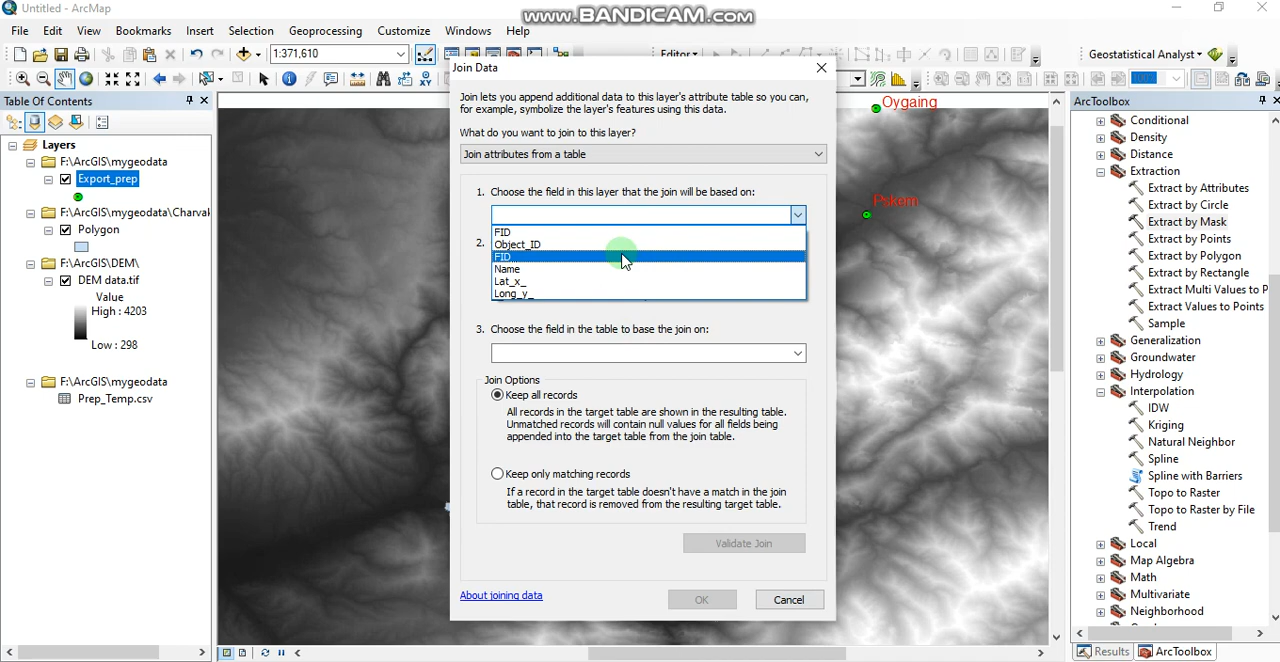 Untitled - ArcMap
www.BANDICAM.com
File Edit View Bookmarks Insert Selection Geoprocessing Customize Windows Help
1:371,610
Editor
Geostatistical Analyst
Table Of Contents
Layers
F:\ArcGIS\mygeodata
Export_prep
F:\ArcGIS\mygeodata\Charval
Polygon
F:\ArcGIS\DEM\
DEM data.tif
Value
High : 4203
Low : 298
F:\ArcGIS\mygeodata
Prep_Temp.csv
Join Data
Join lets you append additional data to this layer's attribute table so you can,
for example, symbolize the layer's features using this data.
What do you want to join to this layer?
Join attributes from a table
1. Choose the field in this layer that the join will be based on:
FID
2. Object_ID
FID
Name
Lat_x_
Long_y_
3. Choose the field in the table to base the join on:
Join Options
Keep all records
All records in the target table are shown in the resulting table.
Unmatched records will contain null values for all fields being
appended into the target table from the join table.
Keep only matching records
If a record in the target table doesn't have a match in the join
table, that record is removed from the resulting target table.
Validate Join
About joining data
OK
Cancel
Oygaing
Pskom
ArcToolbox
Conditional
Density
Distance
Extraction
Extract by Attributes
Extract by Circle
Extract by Mask
Extract by Points
Extract by Polygon
Extract by Rectangle
Extract Multi Values to P
Extract Values to Points
Sample
Generalization
Groundwater
Hydrology
Interpolation
IDW
Kriging
Natural Neighbor
Spline
Spline with Barriers
Topo to Raster
Topo to Raster by File
Trend
Local
Map Algebra
Math
Multivariate
Neighborhood
Results
ArcToolbox